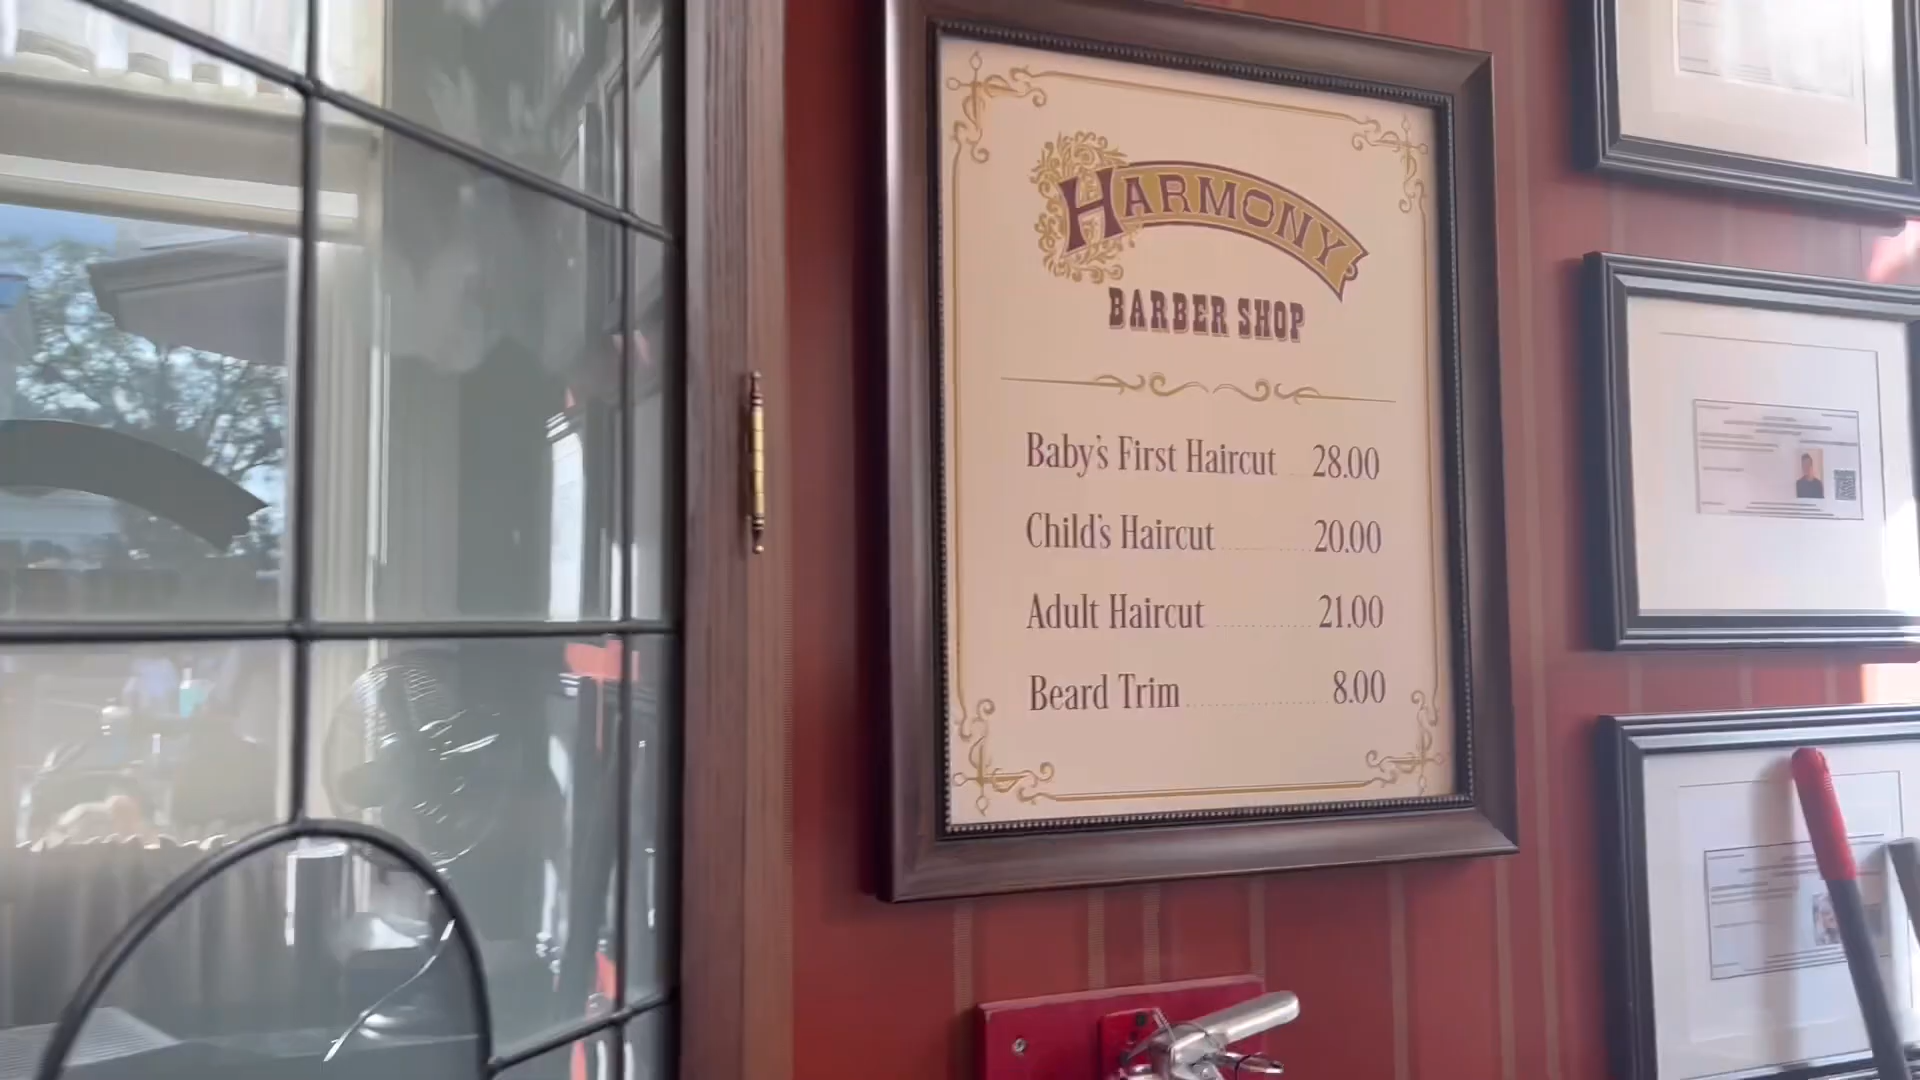 HARMONY
BARBER SHOP
Baby's First Haircut 28.00
Child's Haircut 20.00
Adult Haircut 21.00
Beard Trim 8.00